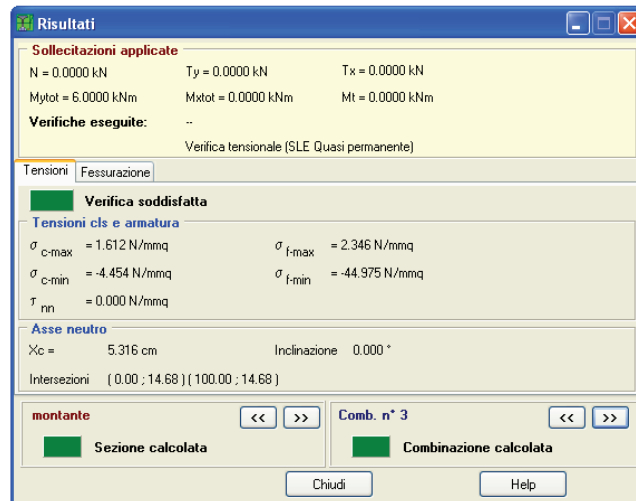 Risultati
Sollecitazioni applicate
N = 0.0000 kN Ty = 0.0000 kN Tx = 0.0000 kN
Mytot = 6.0000 kNm Mxtot = 0.0000 kNm Mt = 0.0000 kNm
Verifiche eseguite: --
Verifica tensionale (SLE Quasi permanente)
Tensioni Fessurazione
Verifica soddisfatta
Tensioni cls e armatura
σ c-max = 1.612 N/mmq σ f-max = 2.346 N/mmq
σ c-min = -4.454 N/mmq σ f-min = -44.975 N/mmq
τ nn = 0.000 N/mmq
Asse neutro
Xc = 5.316 cm Inclinazione 0.000 °
Intersezioni ( 0.00 ; 14.68 ) ( 100.00 ; 14.68 )
montante << >> Comb. n° 3 << >>
Sezione calcolata Combinazione calcolata
Chiudi Help